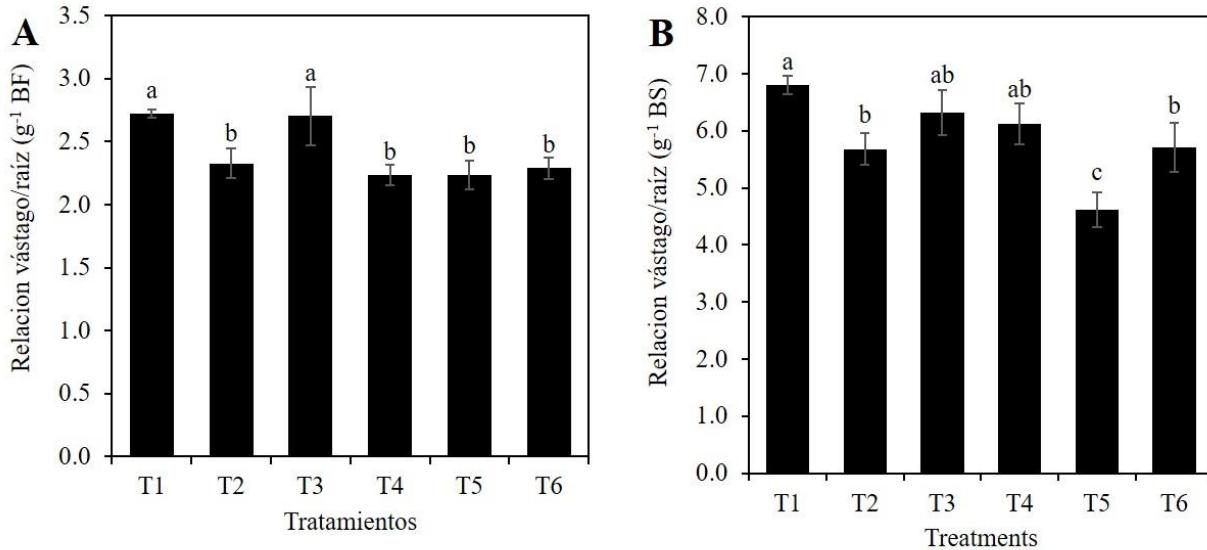 A
Relacion vástago/raíz (g⁻¹ BF)
3.5
3.0
2.5
2.0
1.5
1.0
0.5
0.0
a
b
a
b
b
b
T1 T2 T3 T4 T5 T6
Tratamientos
B
Relacion vástago/raíz (g⁻¹ BS)
8.0
7.0
6.0
5.0
4.0
3.0
2.0
1.0
0.0
a
b
ab
ab
c
b
T1 T2 T3 T4 T5 T6
Treatments